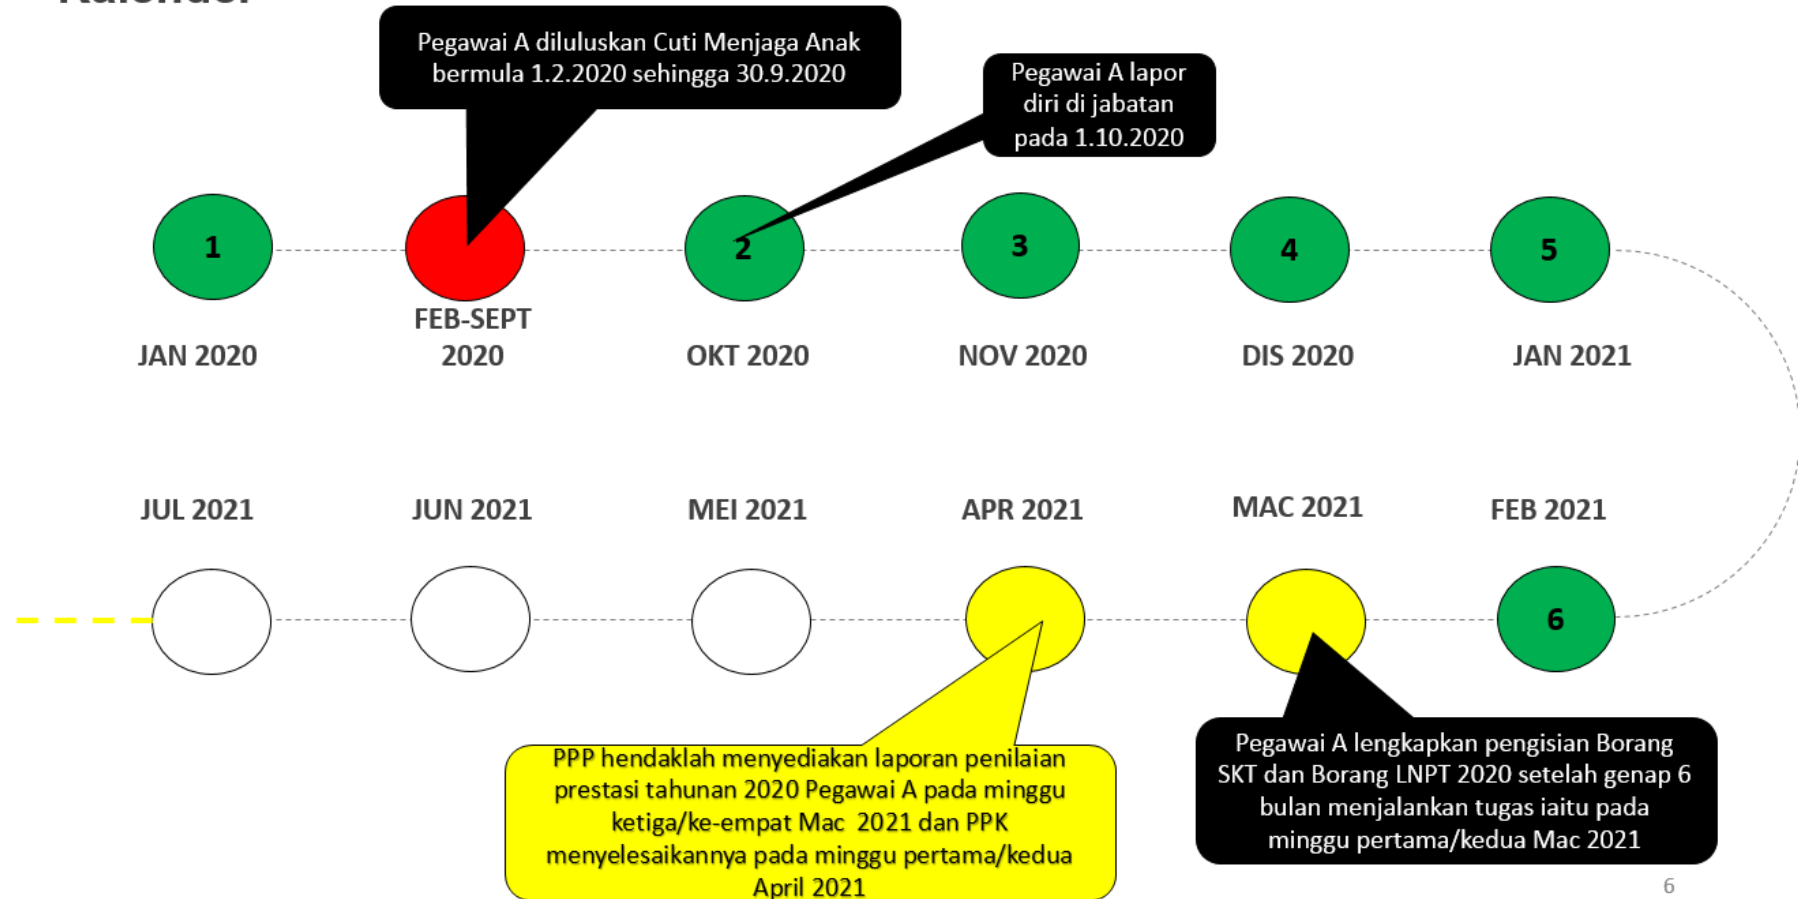 Pegawai A diluluskan Cuti Menjaga Anak
bermula 1.2.2020 sehingga 30.9.2020
Pegawai A lapor
diri di jabatan
pada 1.10.2020
1
2
3
4
5
FEB-SEPT
JAN 2020
2020
OKT 2020
NOV 2020
DIS 2020
JAN 2021
JUL 2021
JUN 2021
MEI 2021
APR 2021
MAC 2021
FEB 2021
6
PPP hendaklah menyediakan laporan penilaian
prestasi tahunan 2020 Pegawai A pada minggu
ketiga/ke-empat Mac 2021 dan PPK
menyelesaikannya pada minggu pertama/kedua
April 2021
Pegawai A lengkapkan pengisian Borang
SKT dan Borang LNPT 2020 setelah genap 6
bulan menjalankan tugas iaitu pada
minggu pertama/kedua Mac 2021
6